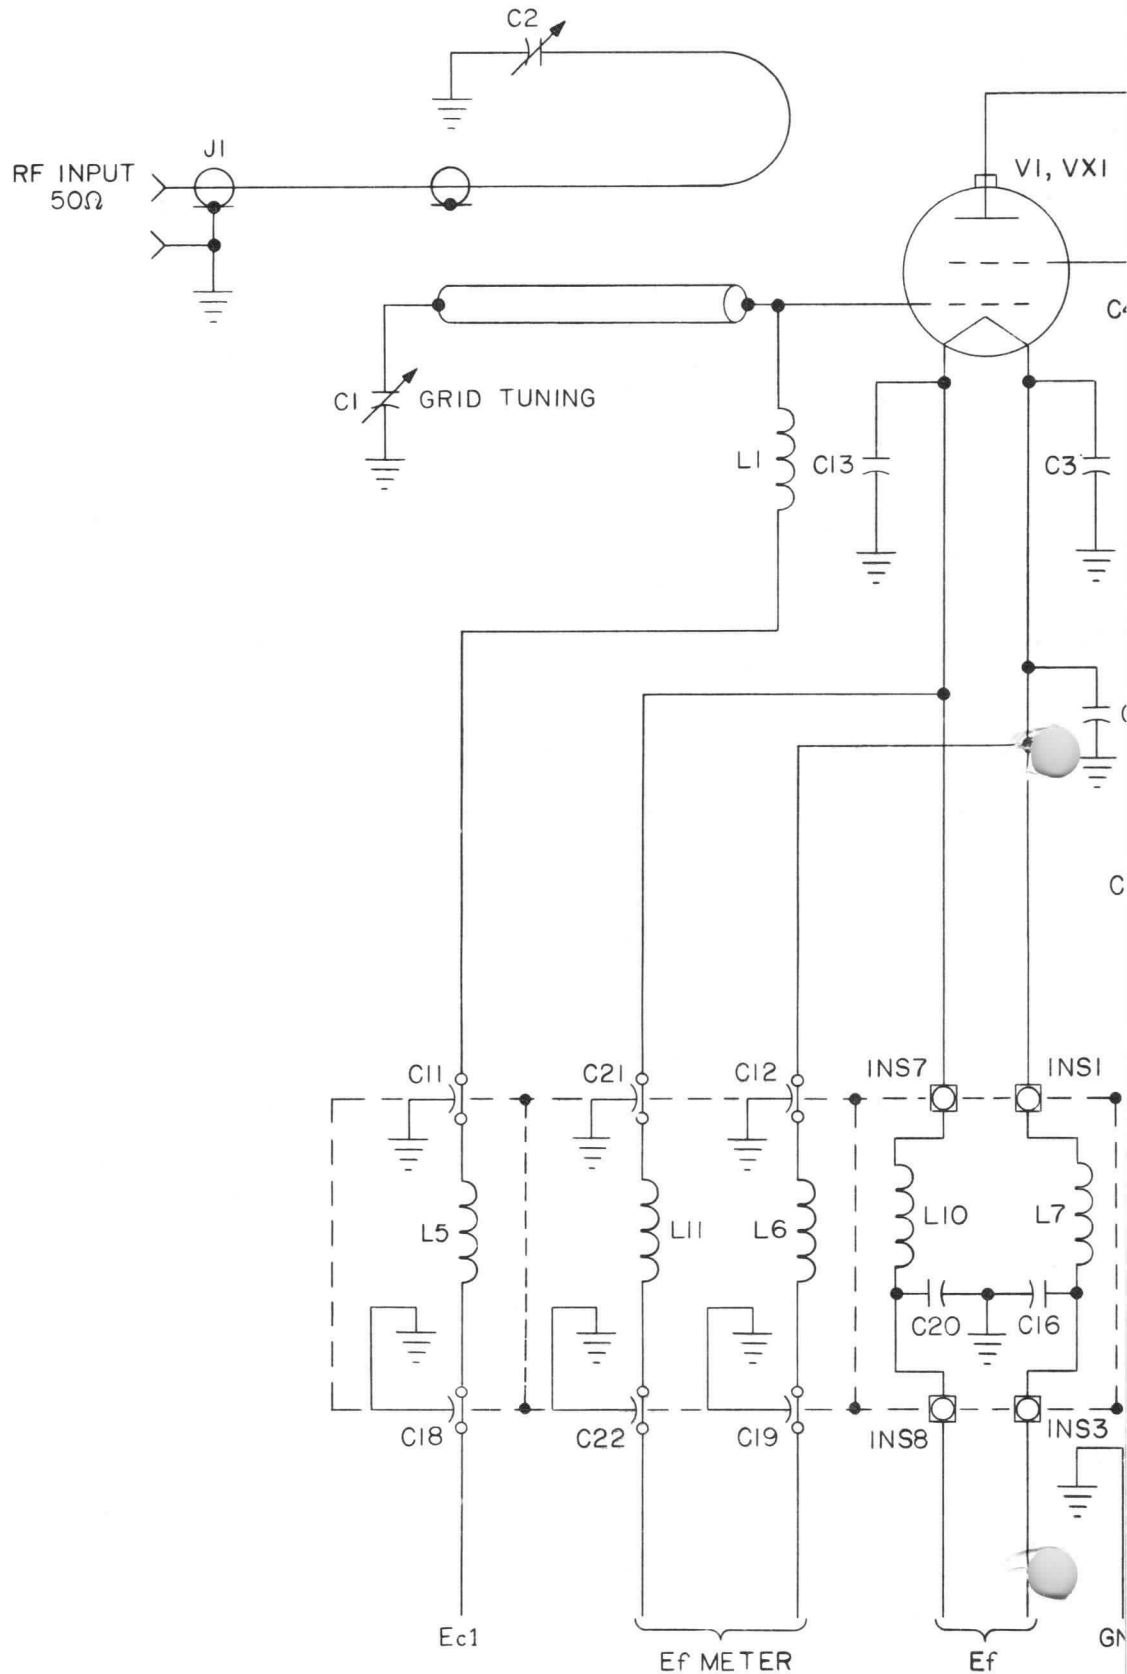 C2
J1
RF INPUT
50Ω
V1, VX1
C1
GRID TUNING
L1
C13
C3
C11
C21
C12
INS7
INS1
L5
L11
L6
L10
L7
C20
C16
C18
C22
C19
INS8
INS3
Ec1
Ef METER
Ef